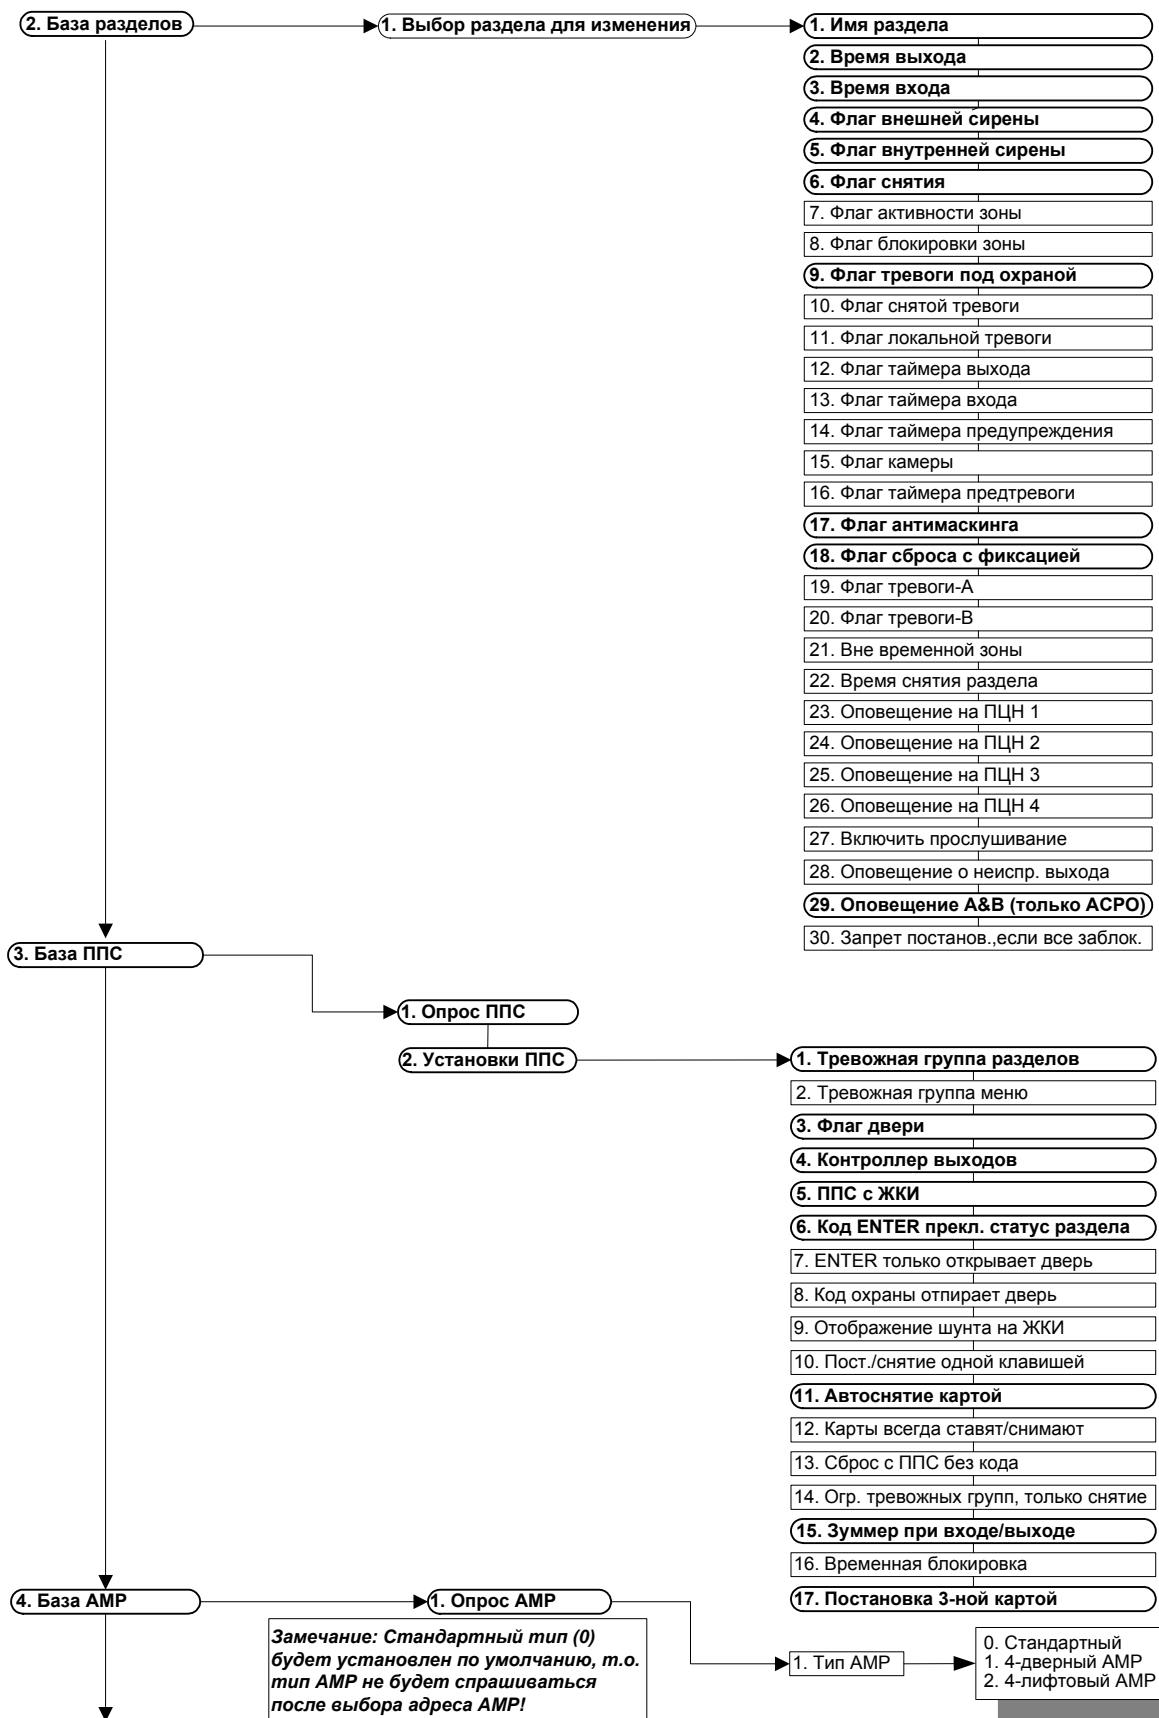 2. База разделов
1. Выбор раздела для изменения
1. Имя раздела
2. Время выхода
3. Время входа
4. Флаг внешней сирены
5. Флаг внутренней сирены
6. Флаг снятия
7. Флаг активности зоны
8. Флаг блокировки зоны
9. Флаг тревоги под охраной
10. Флаг снятой тревоги
11. Флаг локальной тревоги
12. Флаг таймера выхода
13. Флаг таймера входа
14. Флаг таймера предупреждения
15. Флаг камеры
16. Флаг таймера предтревоги
17. Флаг антимаскинга
18. Флаг сброса с фиксацией
19. Флаг тревоги-А
20. Флаг тревоги-В
21. Вне временной зоны
22. Время снятия раздела
23. Оповещение на ПЦН 1
24. Оповещение на ПЦН 2
25. Оповещение на ПЦН 3
26. Оповещение на ПЦН 4
27. Включить прослушивание
28. Оповещение о неиспр. выхода
29. Оповещение A&B (только АСРО)
30. Запрет постанов.,если все заблок.
3. База ППС
1. Опрос ППС
2. Установки ППС
1. Тревожная группа разделов
2. Тревожная группа меню
3. Флаг двери
4. Контроллер выходов
5. ППС с ЖКИ
6. Код ENTER прекл. статус раздела
7. ENTER только открывает дверь
8. Код охраны отпирает дверь
9. Отображение шунта на ЖКИ
10. Пост./снятие одной клавишей
11. Автоснятие картой
12. Карты всегда ставят/снимают
13. Сброс с ППС без кода
14. Огр. тревожных групп, только снятие
15. Зуммер при входе/выходе
16. Временная блокировка
17. Постановка 3-ной картой
4. База АМР
1. Опрос АМР
Замечание: Стандартный тип (0)
будет установлен по умолчанию, т.о.
тип АМР не будет спрашиваться
после выбора адреса АМР!
1. Тип АМР
0. Стандартный
1. 4-дверный АМР
2. 4-лифтовый АМР